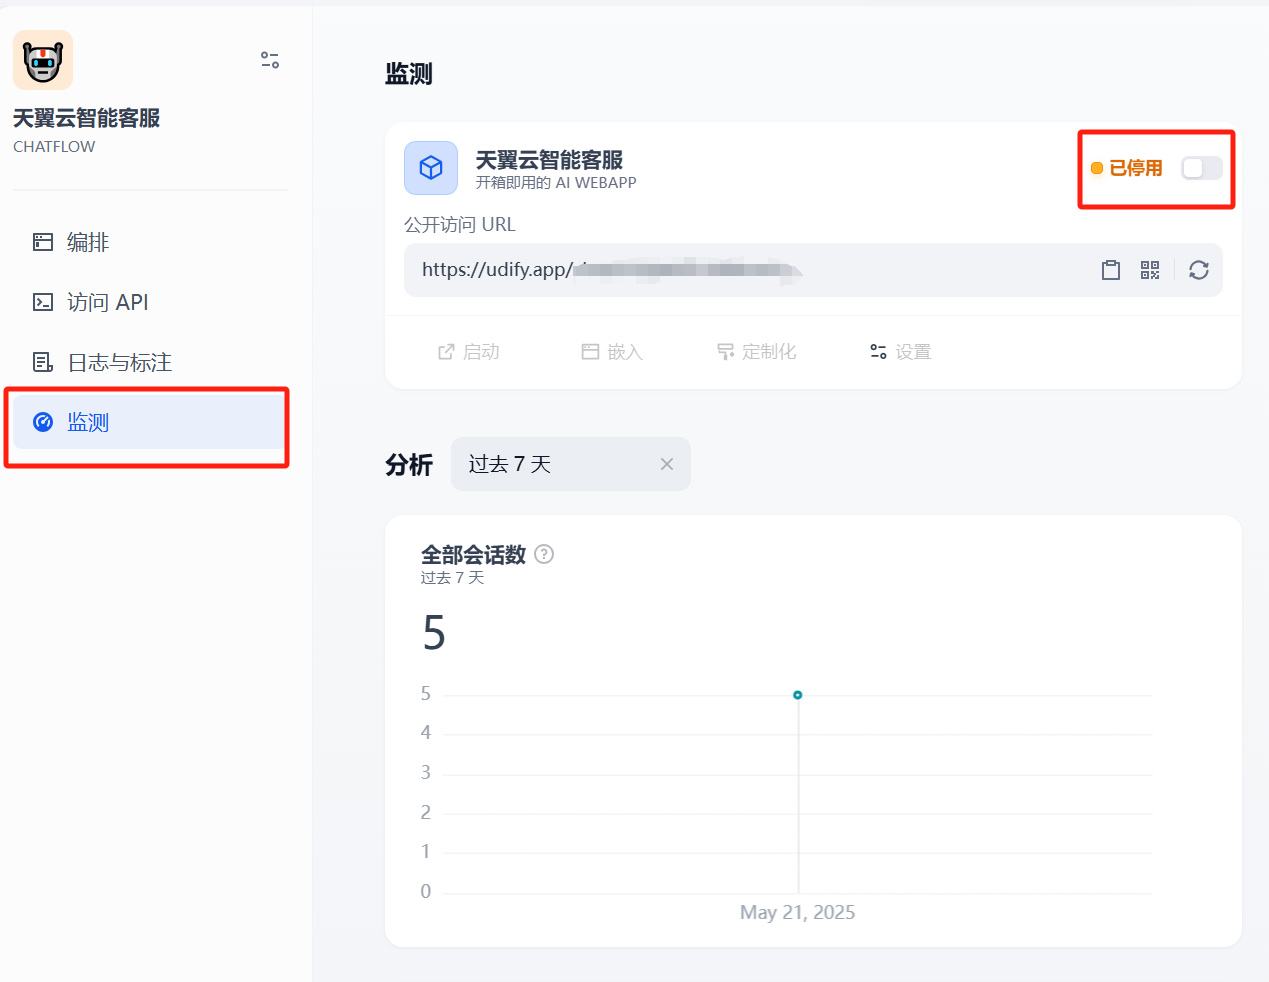 天翼云智能客服
CHATFLOW
编排
访问 API
日志与标注
监测
监测
天翼云智能客服
开箱即用的 AI WEBAPP
已停用
公开访问 URL
https://udify.app/
启动
嵌入
定制化
设置
分析
过去 7 天
全部会话数
过去 7 天
5
5
4
3
2
1
0
May 21, 2025